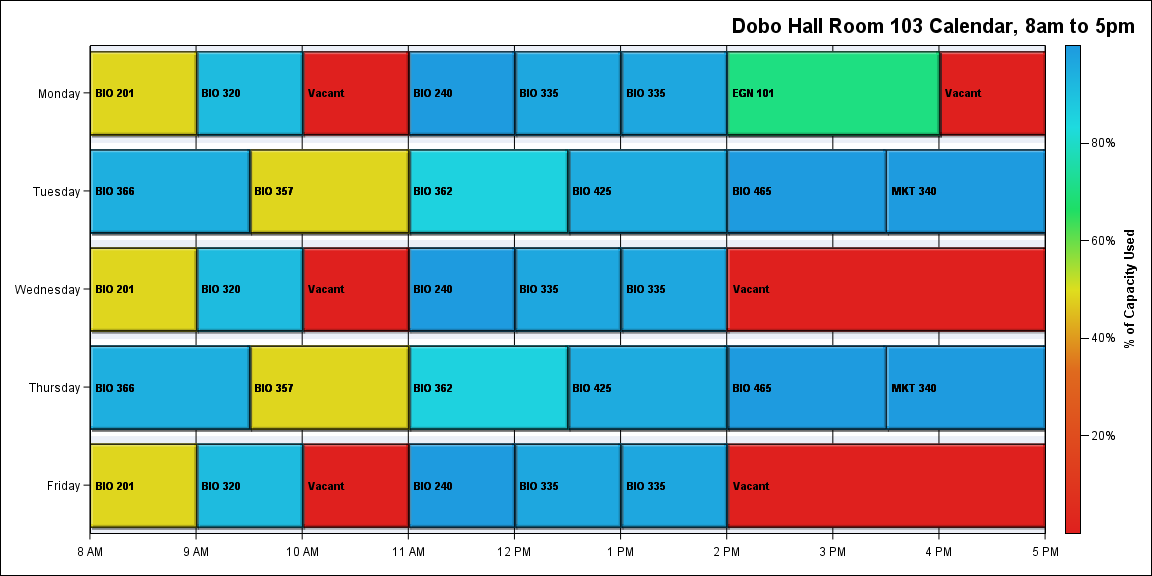 Dobo Hall Room 103 Calendar, 8am to 5pm
Monday
BIO 201
BIO 320
Vacant
BIO 240
BIO 335
BIO 335
EGN 101
Vacant
Tuesday
BIO 366
BIO 357
BIO 362
BIO 425
BIO 465
MKT 340
Wednesday
BIO 201
BIO 320
Vacant
BIO 240
BIO 335
BIO 335
Vacant
Thursday
BIO 366
BIO 357
BIO 362
BIO 425
BIO 465
MKT 340
Friday
BIO 201
BIO 320
Vacant
BIO 240
BIO 335
BIO 335
Vacant
8 AM
9 AM
10 AM
11 AM
12 PM
1 PM
2 PM
3 PM
4 PM
5 PM
80%
60%
40%
20%
% of Capacity Used